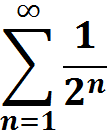 ∞
∑ 1/2ⁿ
n=1